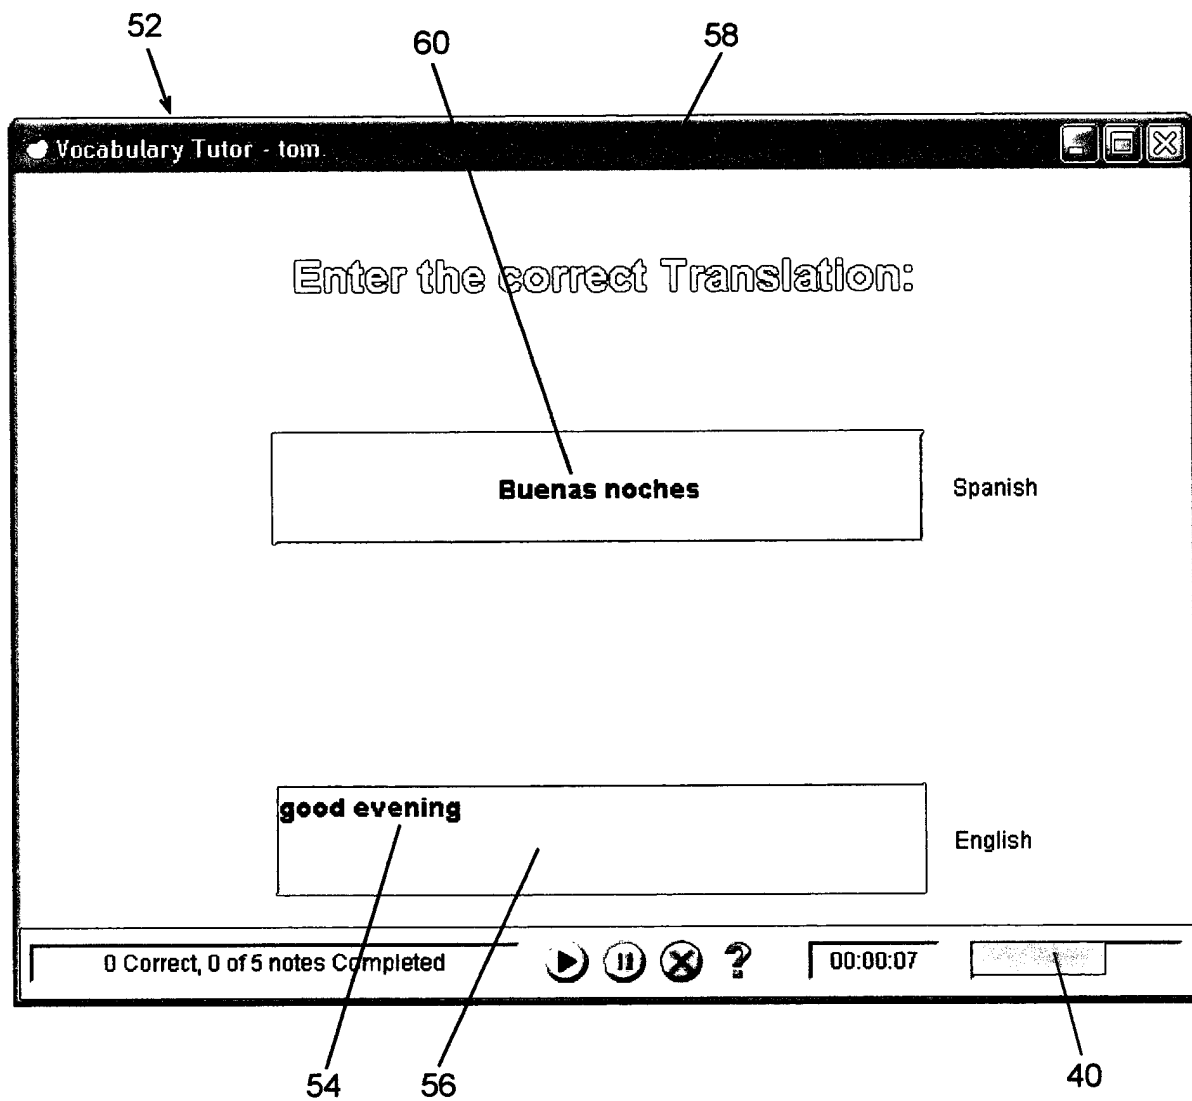 52
60
58
Vocabulary Tutor - tom.
Enter the correct Translation:
Buenas noches
Spanish
good evening
English
0 Correct, 0 of 5 notes Completed
?
00:00:07
54
56
40